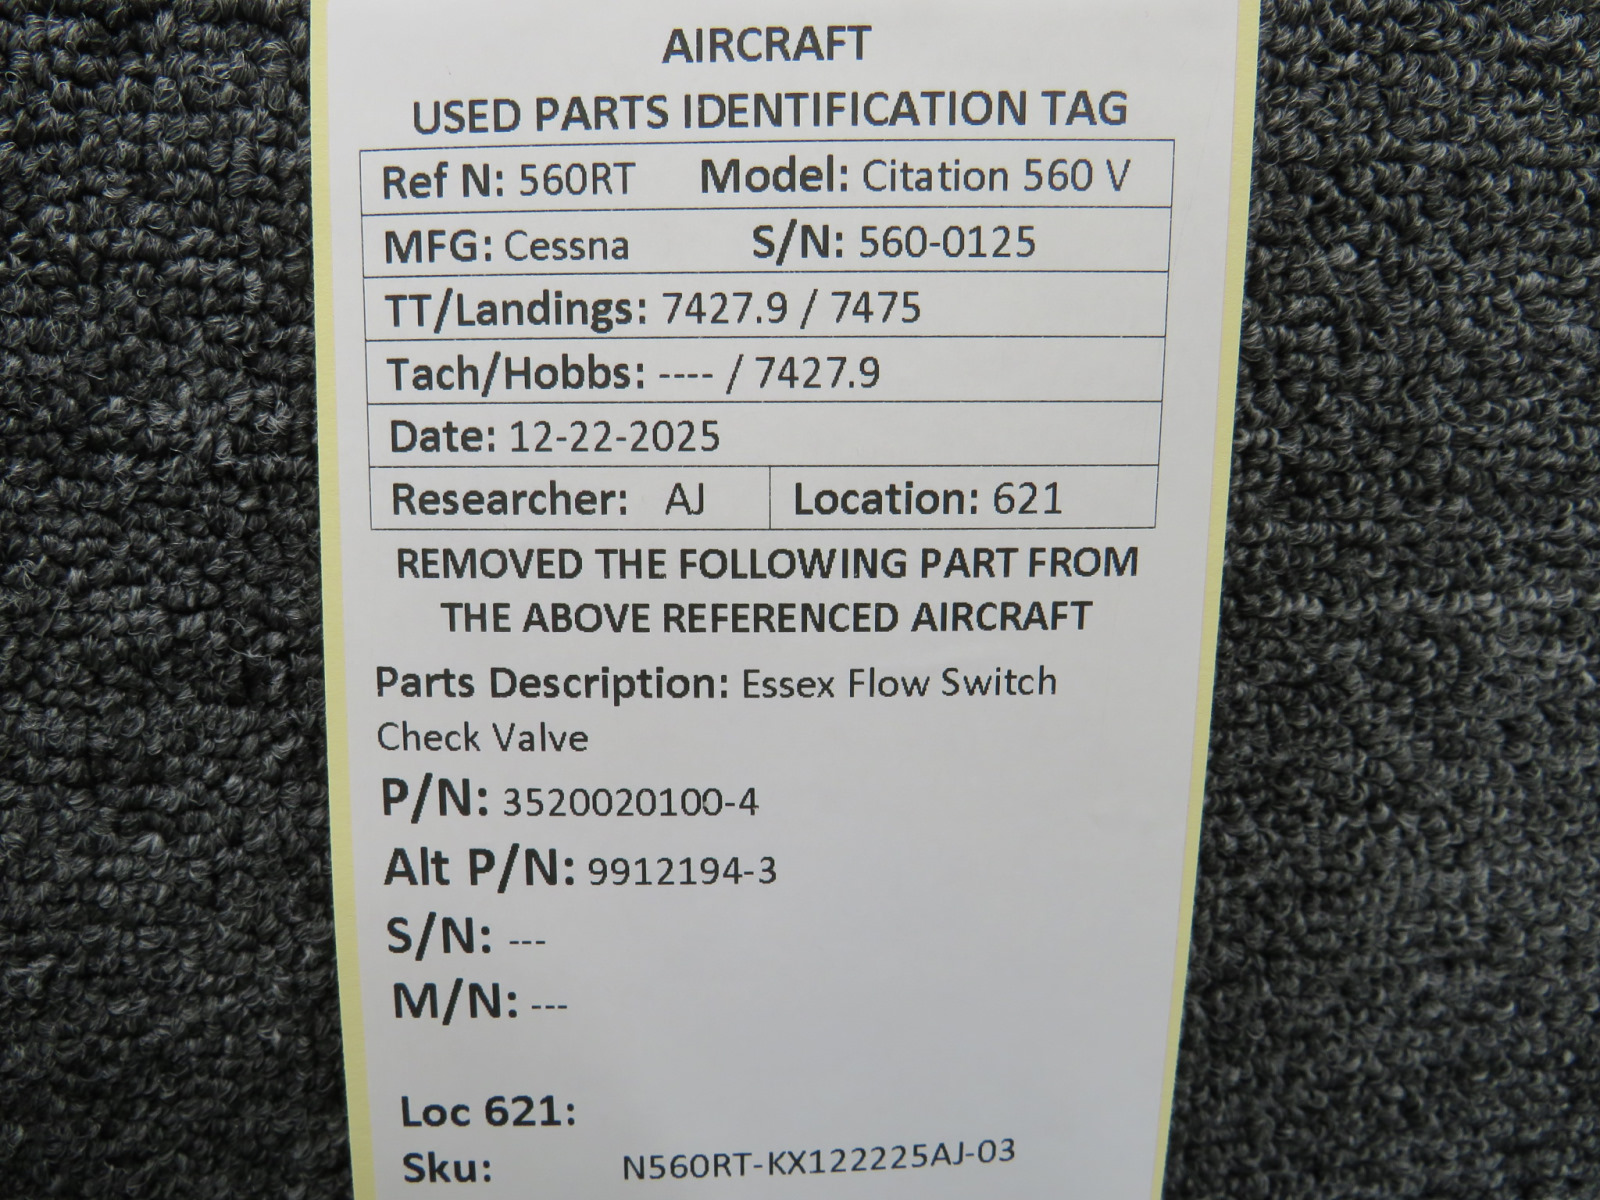 AIRCRAFT
USED PARTS IDENTIFICATION TAG
Ref N: 560RT Model: Citation 560 V
MFG: Cessna S/N: 560-0125
TT/Landings: 7427.9 / 7475
Tach/Hobbs: ---- / 7427.9
Date: 12-22-2025
Researcher: AJ Location: 621
REMOVED THE FOLLOWING PART FROM
THE ABOVE REFERENCED AIRCRAFT
Parts Description: Essex Flow Switch
Check Valve
P/N: 3520020100-4
Alt P/N: 9912194-3
S/N: ---
M/N: ---
Loc 621:
Sku: N560RT-KX122225AJ-03